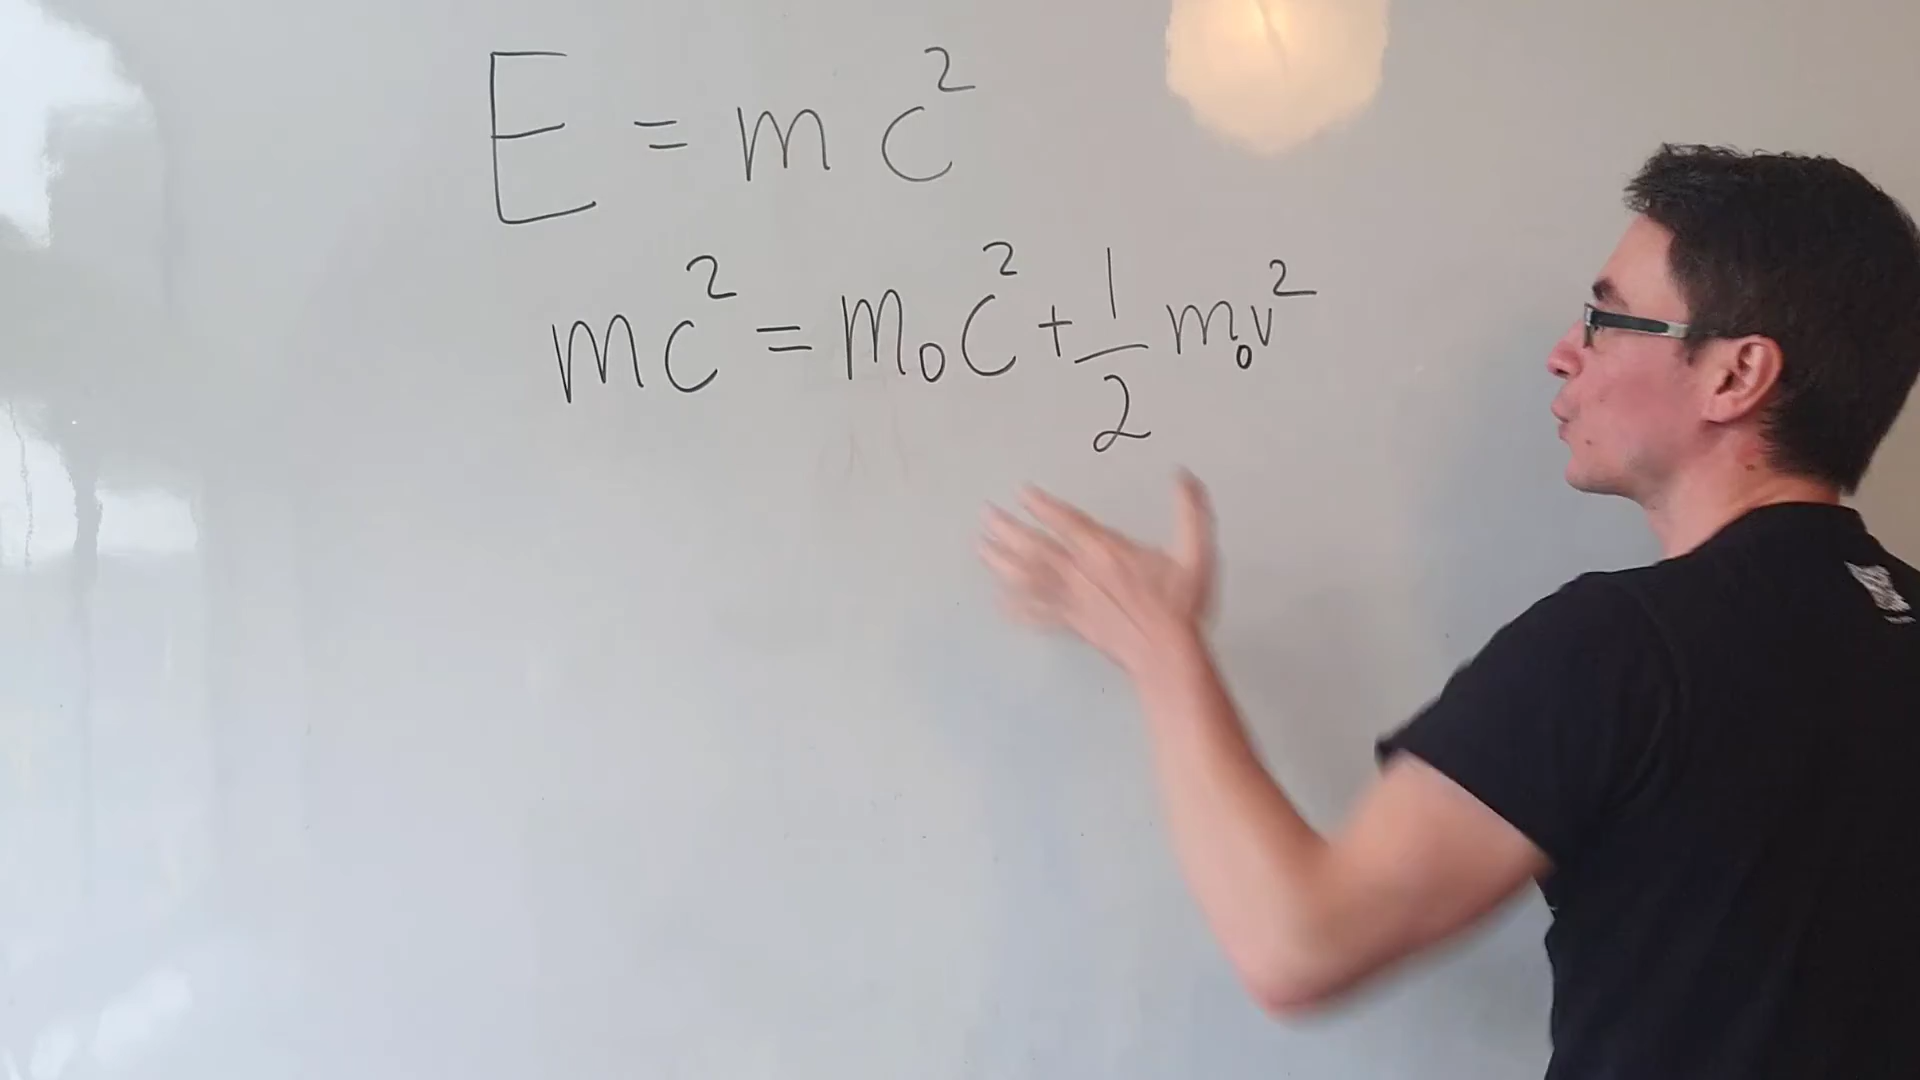 E = mc²
mc² = m₀c² + 1/2 m₀v²